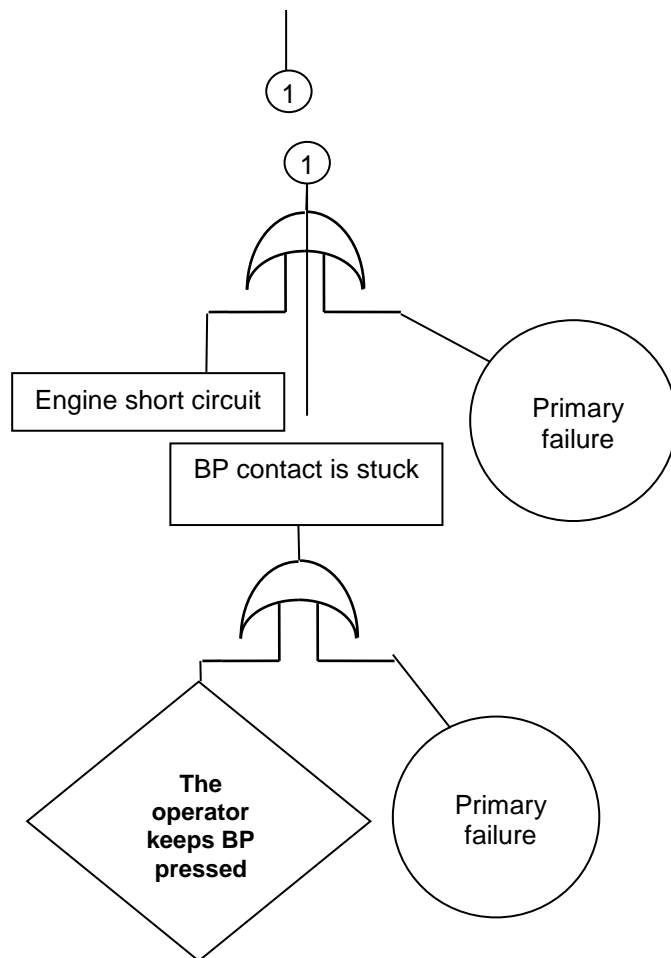 1
1
Engine short circuit
Primary
failure
BP contact is stuck
The
operator
keeps BP
pressed
Primary
failure